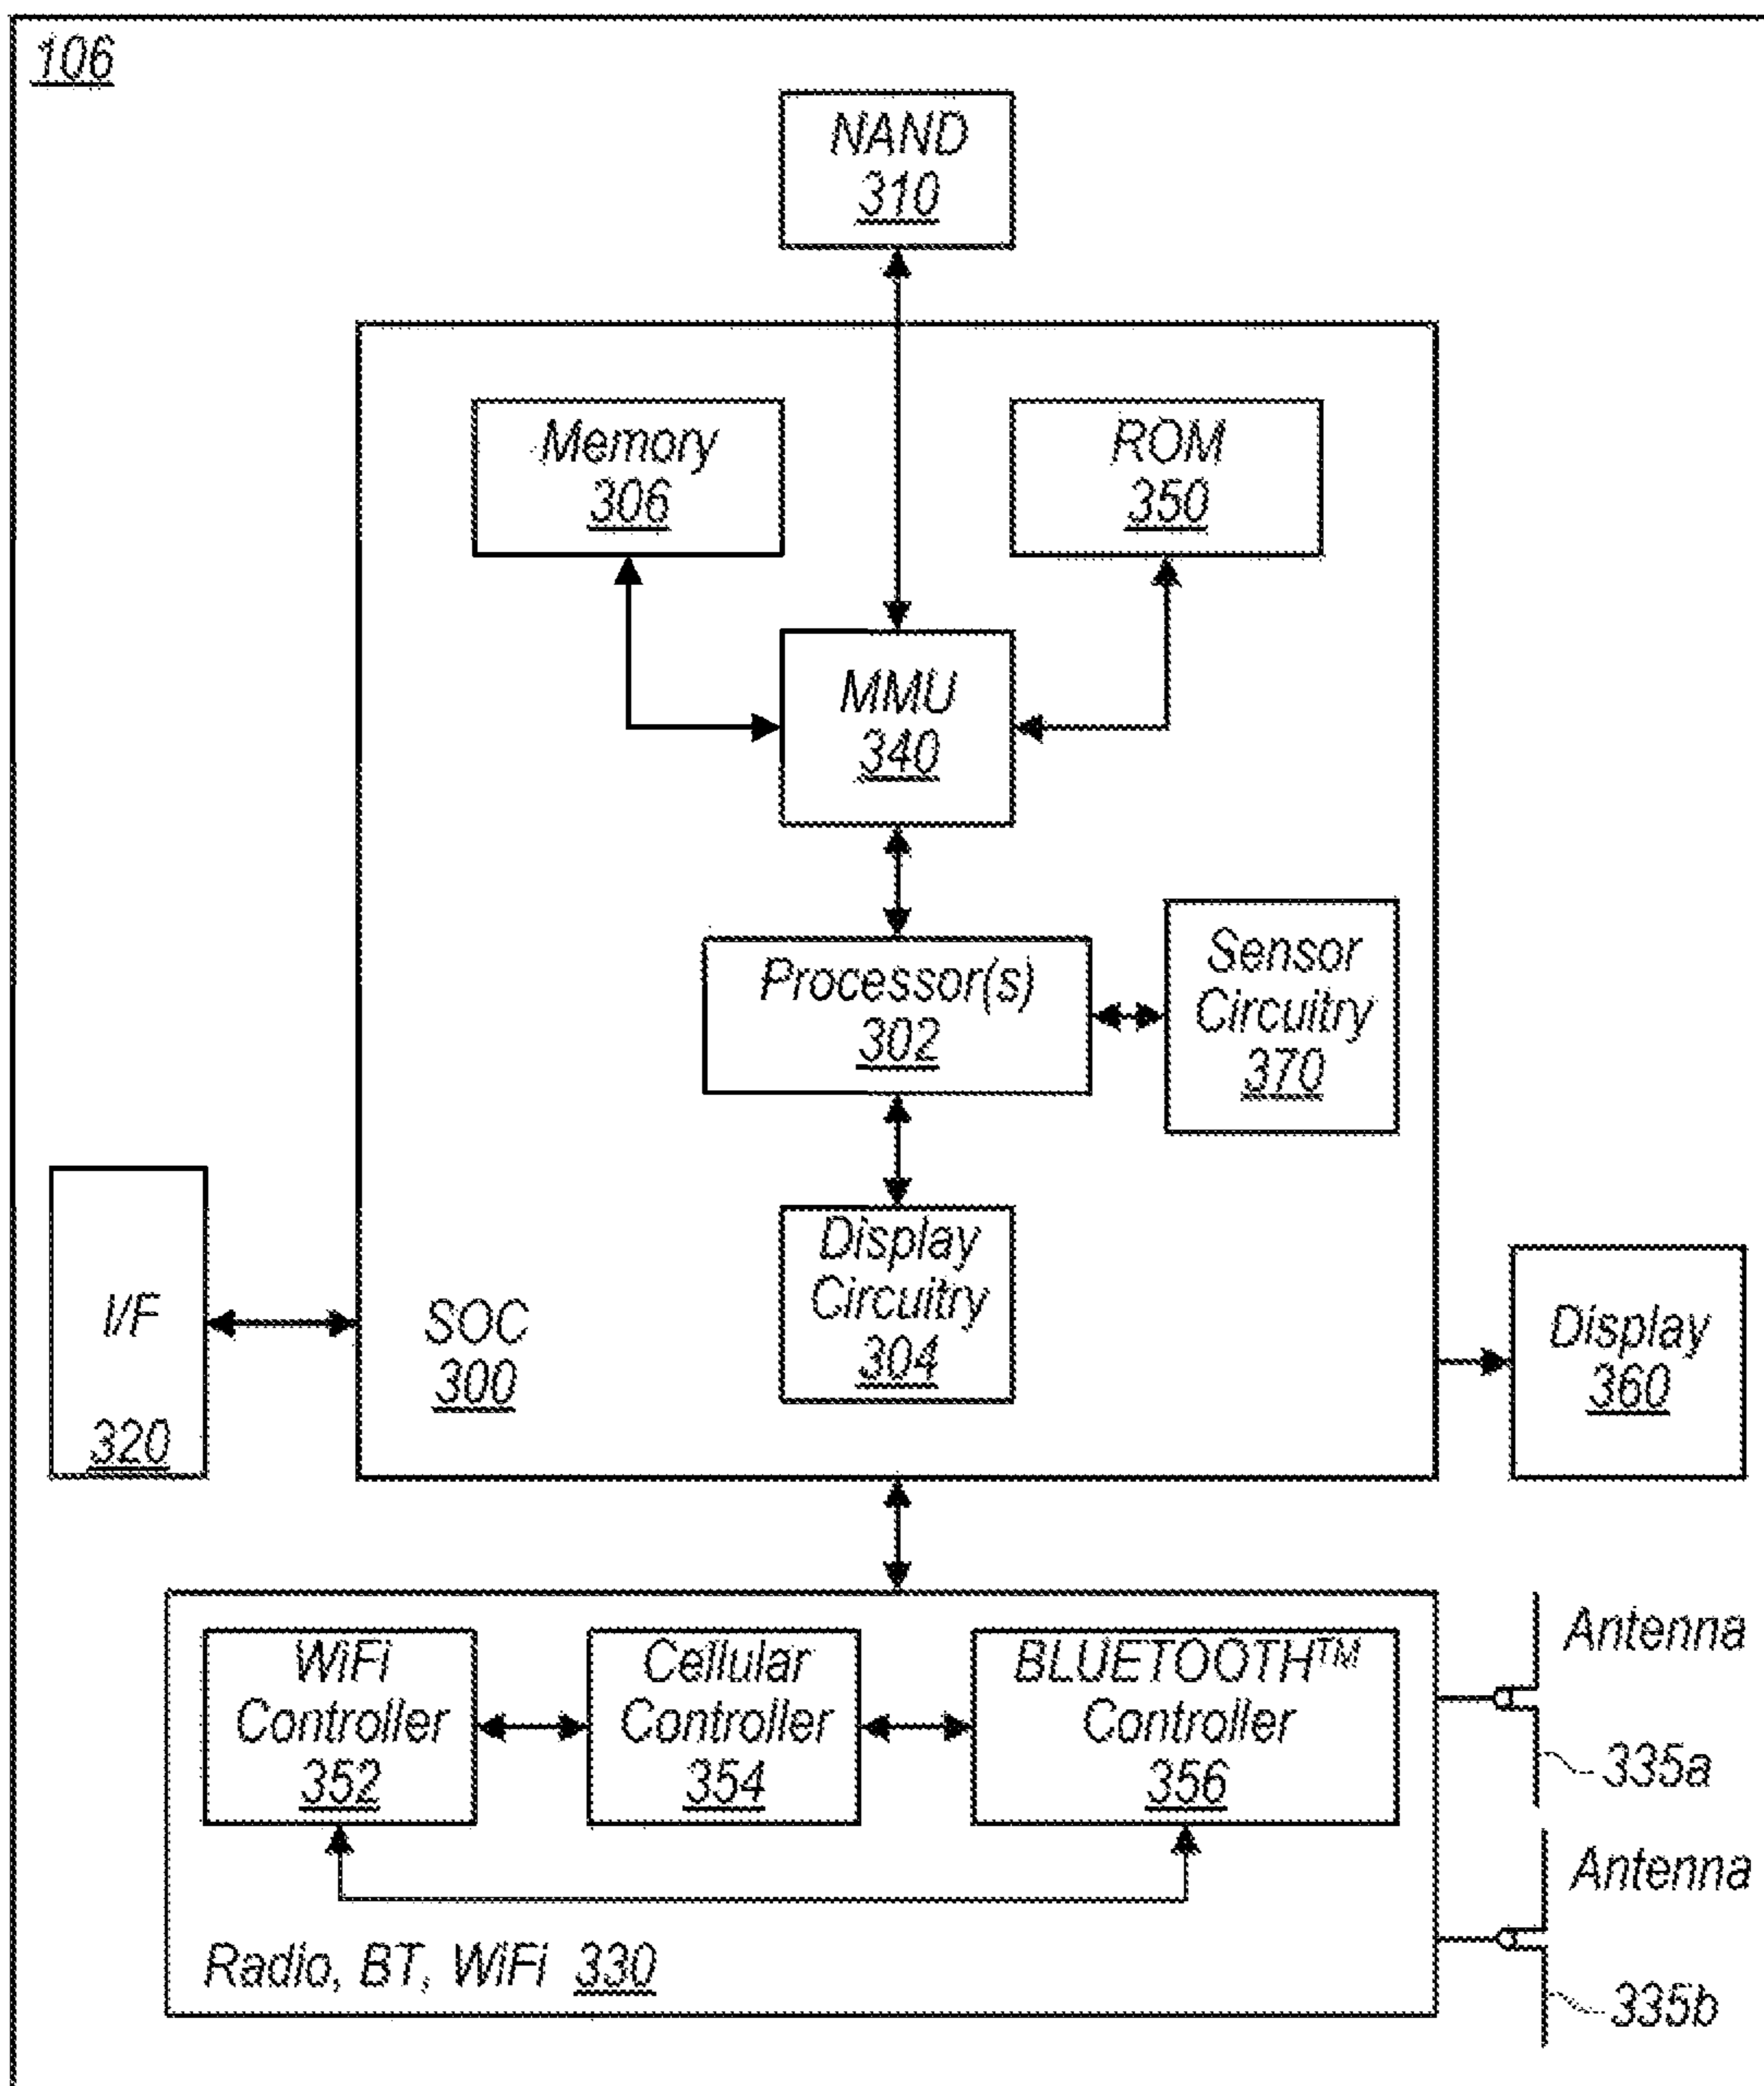 106
NAND
310
Memory
306
ROM
350
MMU
340
Processor(s)
302
Sensor
Circuitry
370
Display
Circuitry
304
SOC
300
I/F
320
Display
360
WiFi
Controller
352
Cellular
Controller
354
BLUETOOTH™
Controller
356
Radio, BT, WiFi 330
Antenna
335a
Antenna
335b